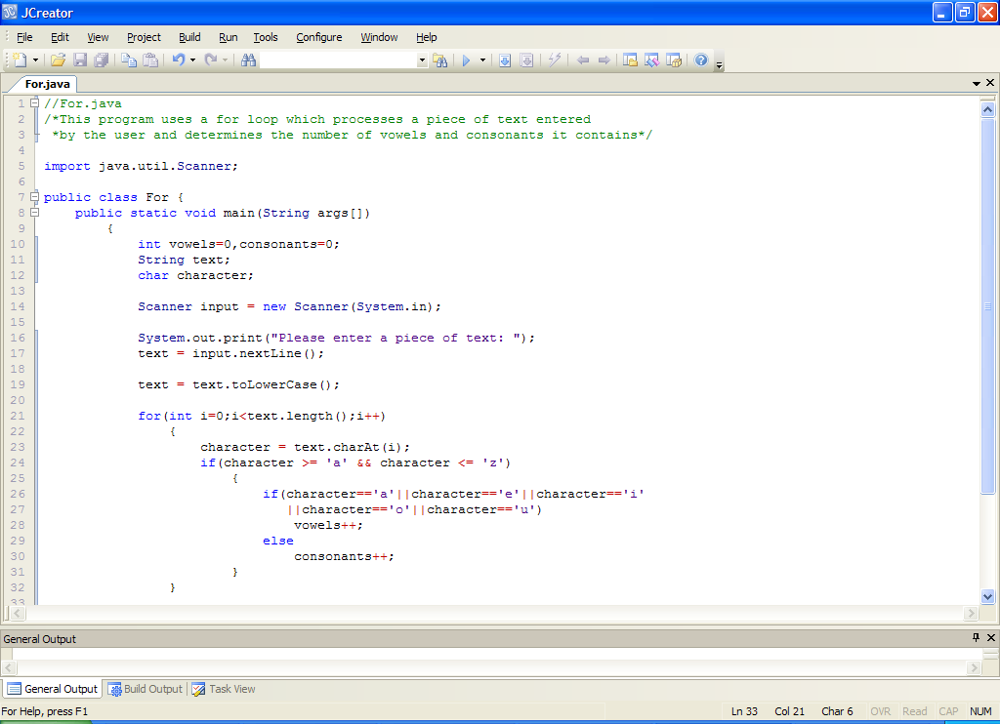 JCreator
File Edit View Project Build Run Tools Configure Window Help
For.java
1 //For.java
2 /*This program uses a for loop which processes a piece of text entered
3 *by the user and determines the number of vowels and consonants it contains*/
4
5 import java.util.Scanner;
6
7 public class For {
8 public static void main(String args[])
9 {
10 int vowels=0,consonants=0;
11 String text;
12 char character;
13
14 Scanner input = new Scanner(System.in);
15
16 System.out.print("Please enter a piece of text: ");
17 text = input.nextLine();
18
19 text = text.toLowerCase();
20
21 for(int i=0;i<text.length();i++)
22 {
23 character = text.charAt(i);
24 if(character >= 'a' && character <= 'z')
25 {
26 if(character=='a'||character=='e'||character=='i'
27 ||character=='o'||character=='u')
28 vowels++;
29 else
30 consonants++;
31 }
32 }
33
General Output
General Output Build Output Task View
For Help, press F1 Ln 33 Col 21 Char 6 OVR Read CAP NUM